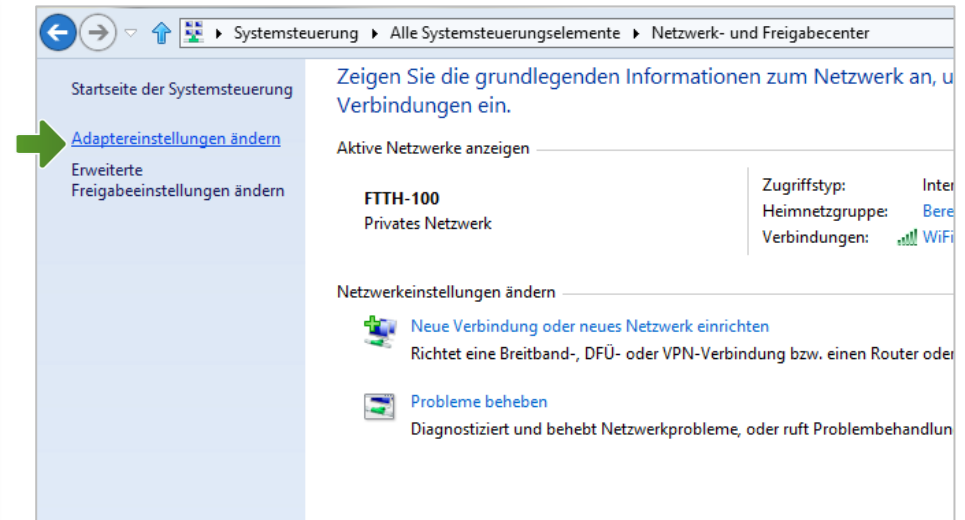 Systemsteuerung Alle Systemsteuerungselemente Netzwerk- und Freigabecenter
Startseite der Systemsteuerung
Adaptereinstellungen ändern
Erweiterte
Freigabeeinstellungen ändern
Zeigen Sie die grundlegenden Informationen zum Netzwerk an, u
Verbindungen ein.
Aktive Netzwerke anzeigen
FTTH-100
Privates Netzwerk
Zugriffstyp: Inter
Heimnetzgruppe: Bere
Verbindungen: WiFi
Netzwerkeinstellungen ändern
Neue Verbindung oder neues Netzwerk einrichten
Richtet eine Breitband-, DFÜ- oder VPN-Verbindung bzw. einen Router oder
Probleme beheben
Diagnostiziert und behebt Netzwerkprobleme, oder ruft Problembehandlun